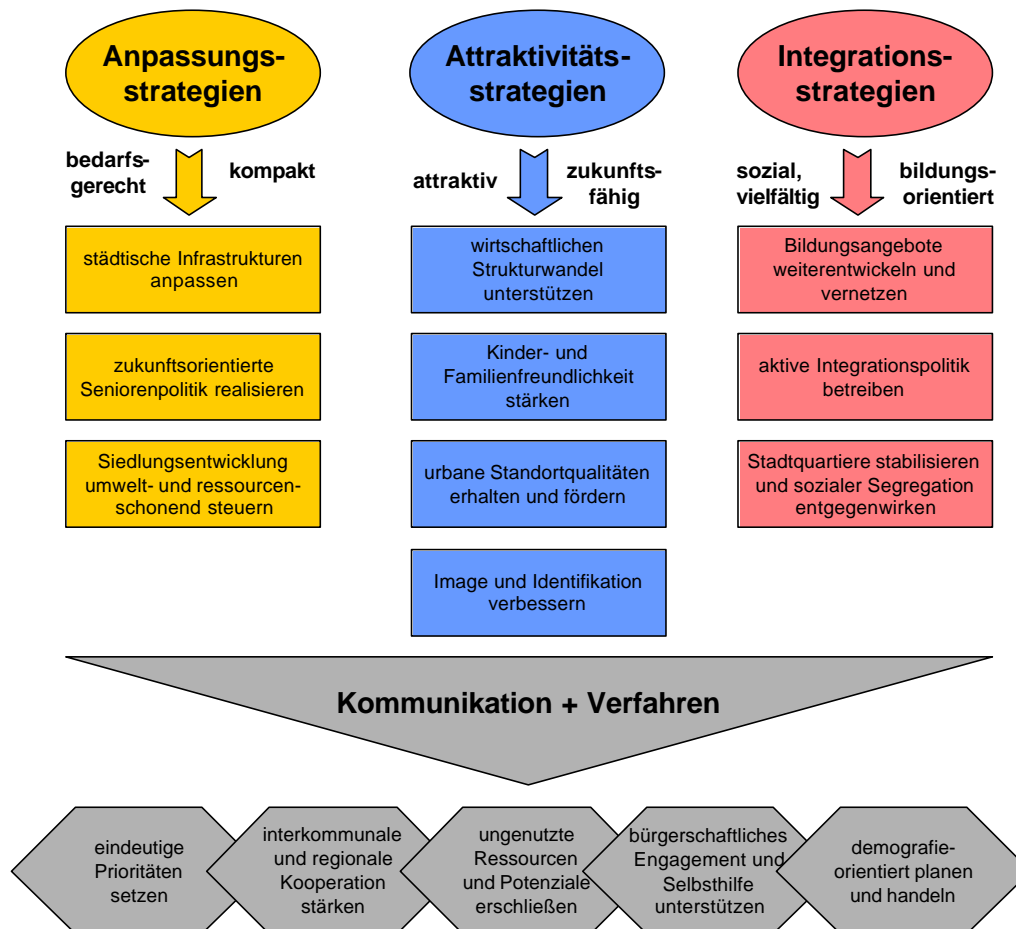 Anpassungs-
strategien
Attraktivitäts-
strategien
Integrations-
strategien
bedarfs-
gerecht
kompakt
attraktiv
zukunfts-
fähig
sozial,
vielfältig
bildungs-
orientiert
städtische Infrastrukturen
anpassen
wirtschaftlichen
Strukturwandel
unterstützen
Bildungsangebote
weiterentwickeln und
vernetzen
zukunftsorientierte
Seniorenpolitik realisieren
Kinder- und
Familienfreundlichkeit
stärken
aktive Integrationspolitik
betreiben
Siedlungsentwicklung
umwelt- und ressourcen-
schonend steuern
urbane Standortqualitäten
erhalten und fördern
Stadtquartiere stabilisieren
und sozialer Segregation
entgegenwirken
Image und Identifikation
verbessern
Kommunikation + Verfahren
eindeutige
Prioritäten
setzen
interkommunale
und regionale
Kooperation
stärken
ungenutzte
Ressourcen
und Potenziale
erschließen
bürgerschaftliches
Engagement und
Selbsthilfe
unterstützen
demografie-
orientiert planen
und handeln